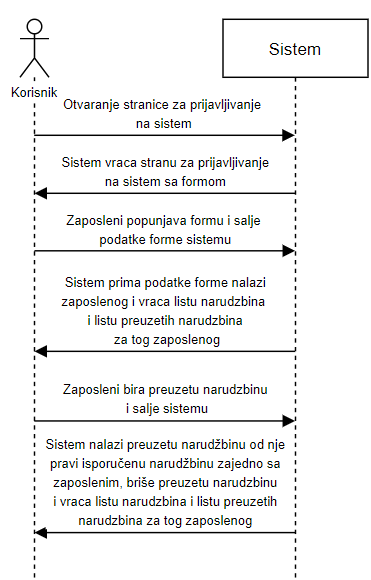 Sistem
Korisnik
Otvaranje stranice za prijavljivanje
na sistem
Sistem vraca stranu za prijavljivanje
na sistem sa formom
Zaposleni popunjava formu i salje
podatke forme sistemu
Sistem prima podatke forme nalazi
zaposlenog i vraca listu narudzbina
i listu preuzetih narudzbina
za tog zaposlenog
Zaposleni bira preuzetu narudzbinu
i salje sistemu
Sistem nalazi preuzetu narudžbinu od nje
pravi isporučenu narudžbinu zajedno sa
zaposlenim, briše preuzetu narudzbinu
i vraca listu narudzbina i listu preuzetih
narudzbina za tog zaposlenog